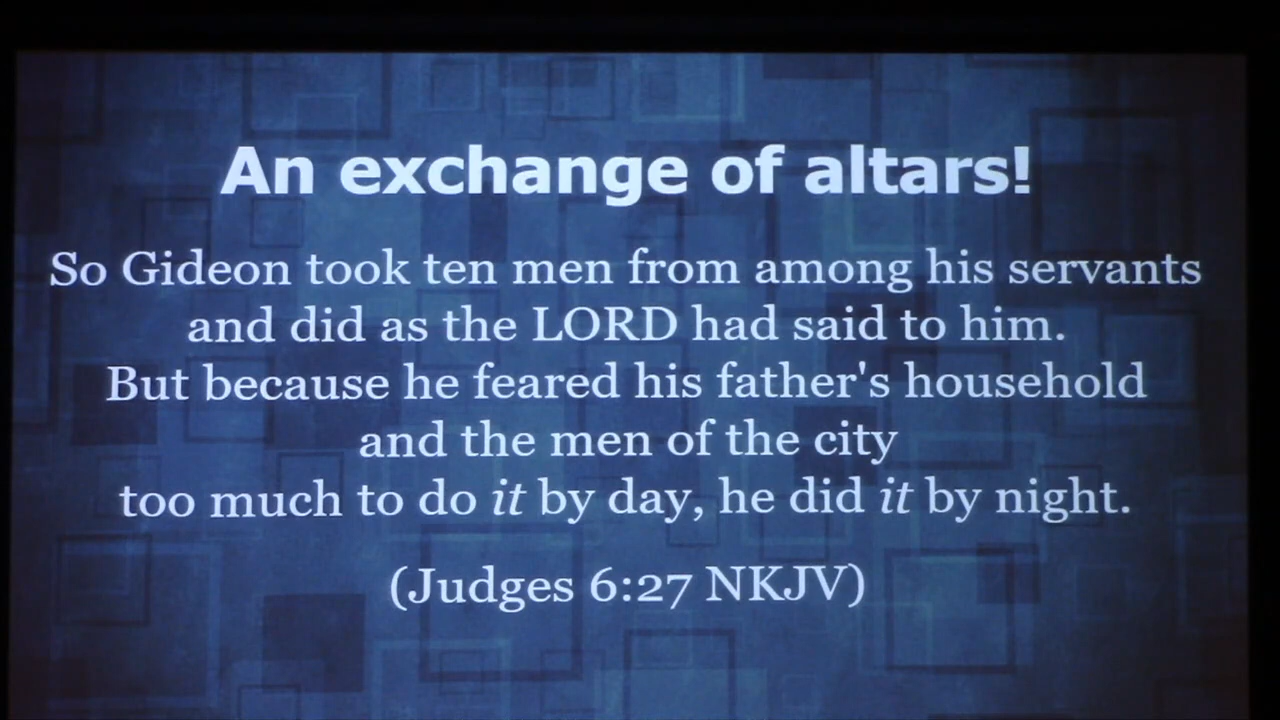 An exchange of altars!
So Gideon took ten men from among his servants
and did as the LORD had said to him.
But because he feared his father's household
and the men of the city
too much to do it by day, he did it by night.
(Judges 6:27 NKJV)